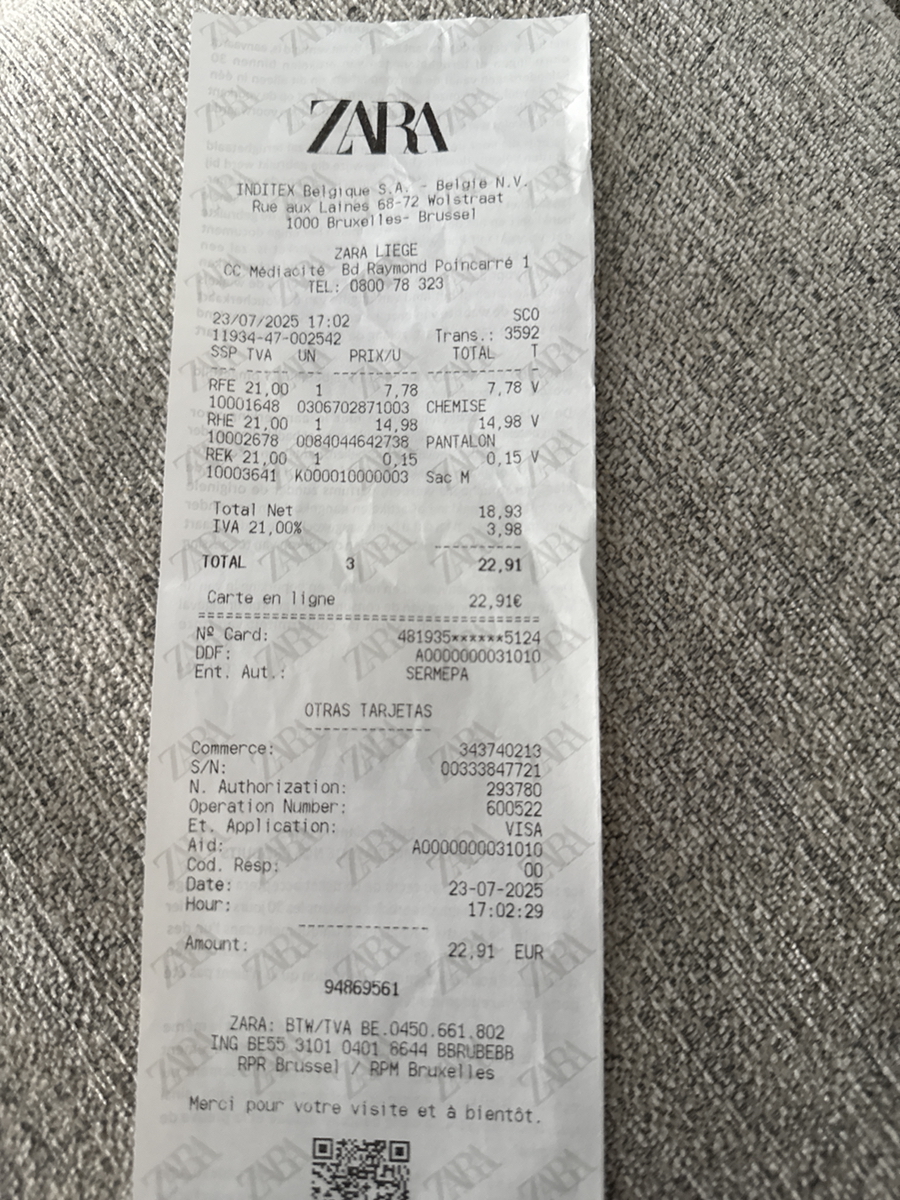 ZARA
INDITEX Belgique S.A. - Belgie N.V.
Rue aux Laines 68-72 Wolstraat
1000 Bruxelles- Brussel
ZARA LIEGE
CC Médiacité Bd Raymond Poincarré 1
TEL: 0800 78 323
23/07/2025 17:02 SCO
11934-47-002542 Trans.: 3592
SSP TVA UN PRIX/U TOTAL T
RFE 21,00 1 7,78 7,78 V
10001648 0306702871003 CHEMISE
RHE 21,00 1 14,98 14,98 V
10002678 0084044642738 PANTALON
REK 21,00 1 0,15 0,15 V
10003641 K000010000003 Sac M
Total Net 18,93
IVA 21,00% 3,98
TOTAL 3 22,91
Carte en ligne 22,91€
Nº Card: 481935******5124
DDF: A0000000031010
Ent. Aut.: SERMEPA
OTRAS TARJETAS
Commerce: 343740213
S/N: 00333847721
N. Authorization: 293780
Operation Number: 600522
Et. Application: VISA
Aid: A0000000031010
Cod. Resp: 00
Date: 23-07-2025
Hour: 17:02:29
Amount: 22,91 EUR
94869561
ZARA: BTW/TVA BE.0450.661.802
ING BE55 3101 0401 6644 BBRUBEBB
RPR Brussel / RPM Bruxelles
Merci pour votre visite et à bientôt.